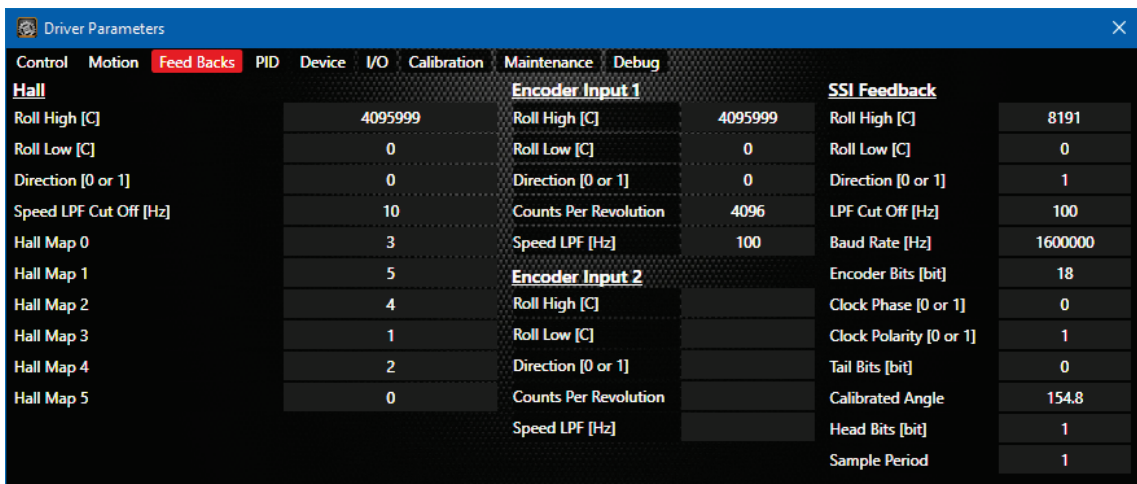 Driver Parameters
Control Motion Feed Backs PID Device I/O Calibration Maintenance Debug
Hall
Roll High [C] 4095999
Roll Low [C] 0
Direction [0 or 1] 0
Speed LPF Cut Off [Hz] 10
Hall Map 0 3
Hall Map 1 5
Hall Map 2 4
Hall Map 3 1
Hall Map 4 2
Hall Map 5 0
Encoder Input 1
Roll High [C] 4095999
Roll Low [C] 0
Direction [0 or 1] 0
Counts Per Revolution 4096
Speed LPF [Hz] 100
Encoder Input 2
Roll High [C]
Roll Low [C]
Direction [0 or 1]
Counts Per Revolution
Speed LPF [Hz]
SSI Feedback
Roll High [C] 8191
Roll Low [C] 0
Direction [0 or 1] 1
LPF Cut Off [Hz] 100
Baud Rate [Hz] 1600000
Encoder Bits [bit] 18
Clock Phase [0 or 1] 0
Clock Polarity [0 or 1] 1
Tail Bits [bit] 0
Calibrated Angle 154.8
Head Bits [bit] 1
Sample Period 1